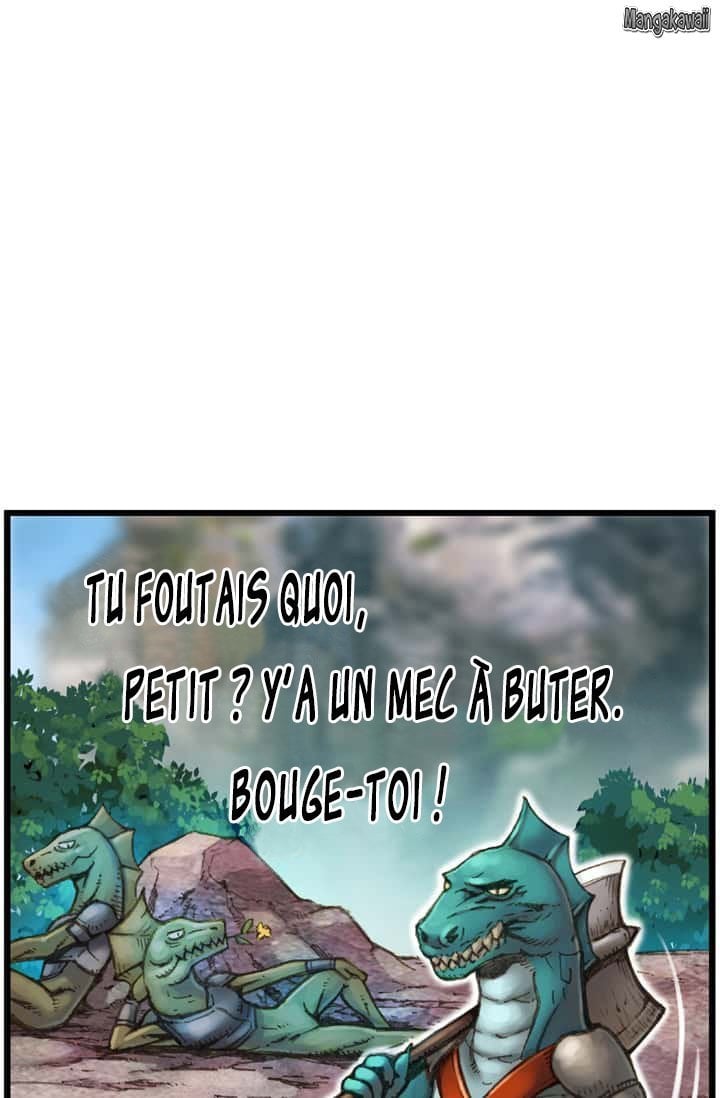 Mangakawaii
TU FOUTAIS QUOI,
PETIT ? Y'A UN MEC À BUTER.
BOUGE-TOI !